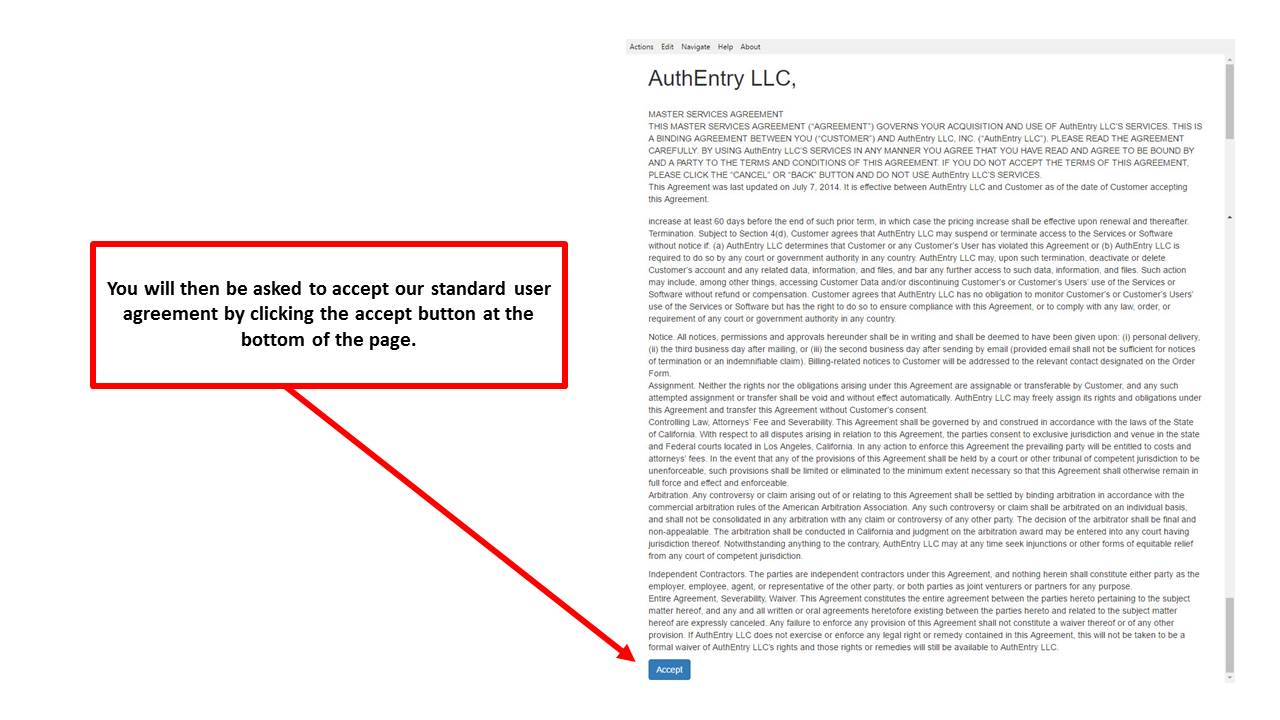 Actions Edit Navigate Help About
AuthEntry LLC,
MASTER SERVICES AGREEMENT
THIS MASTER SERVICES AGREEMENT ("AGREEMENT") GOVERNS YOUR ACQUISITION AND USE OF AuthEntry LLC'S SERVICES. THIS IS
A BINDING AGREEMENT BETWEEN YOU ("CUSTOMER") AND AuthEntry LLC, INC. ("AuthEntry LLC"). PLEASE READ THE AGREEMENT
CAREFULLY. BY USING AuthEntry LLC'S SERVICES IN ANY MANNER YOU AGREE THAT YOU HAVE READ AND AGREE TO BE BOUND BY
AND A PARTY TO THE TERMS AND CONDITIONS OF THIS AGREEMENT. IF YOU DO NOT ACCEPT THE TERMS OF THIS AGREEMENT,
PLEASE CLICK THE "CANCEL" OR "BACK" BUTTON AND DO NOT USE AuthEntry LLC'S SERVICES.
This Agreement was last updated on July 7, 2014. It is effective between AuthEntry LLC and Customer as of the date of Customer accepting
this Agreement.
increase at least 60 days before the end of such prior term, in which case the pricing increase shall be effective upon renewal and thereafter.
Termination. Subject to Section 4(d), Customer agrees that AuthEntry LLC may suspend or terminate access to the Services or Software
without notice if: (a) AuthEntry LLC determines that Customer or any Customer's User has violated this Agreement or (b) AuthEntry LLC is
required to do so by any court or government authority in any country. AuthEntry LLC may, upon such termination, deactivate or delete
Customer's account and any related data, information, and files, and bar any further access to such data, information, and files. Such action
may include, among other things, accessing Customer Data and/or discontinuing Customer's or Customer's Users' use of the Services or
Software without refund or compensation. Customer agrees that AuthEntry LLC has no obligation to monitor Customer's or Customer's Users'
use of the Services or Software but has the right to do so to ensure compliance with this Agreement, or to comply with any law, order, or
requirement of any court or government authority in any country.
Notice. All notices, permissions and approvals hereunder shall be in writing and shall be deemed to have been given upon: (i) personal delivery,
(ii) the third business day after mailing, or (iii) the second business day after sending by email (provided email shall not be sufficient for notices
of termination or an indemnifiable claim). Billing-related notices to Customer will be addressed to the relevant contact designated on the Order
Form.
Assignment. Neither the rights nor the obligations arising under this Agreement are assignable or transferable by Customer, and any such
attempted assignment or transfer shall be void and without effect automatically. AuthEntry LLC may freely assign its rights and obligations under
this Agreement and transfer this Agreement without Customer's consent.
Controlling Law, Attorneys' Fee and Severability. This Agreement shall be governed by and construed in accordance with the laws of the State
of California. With respect to all disputes arising in relation to this Agreement, the parties consent to exclusive jurisdiction and venue in the state
and Federal courts located in Los Angeles, California. In any action to enforce this Agreement the prevailing party will be entitled to costs and
attorneys' fees. In the event that any of the provisions of this Agreement shall be held by a court or other tribunal of competent jurisdiction to be
unenforceable, such provisions shall be limited or eliminated to the minimum extent necessary so that this Agreement shall otherwise remain in
full force and effect and enforceable.
Arbitration. Any controversy or claim arising out of or relating to this Agreement shall be settled by binding arbitration in accordance with the
commercial arbitration rules of the American Arbitration Association. Any such controversy or claim shall be arbitrated on an individual basis,
and shall not be consolidated in any arbitration with any claim or controversy of any other party. The decision of the arbitrator shall be final and
non-appealable. The arbitration shall be conducted in California and judgment on the arbitration award may be entered into any court having
jurisdiction thereof. Notwithstanding anything to the contrary, AuthEntry LLC may at any time seek injunctions or other forms of equitable relief
from any court of competent jurisdiction.
Independent Contractors. The parties are independent contractors under this Agreement, and nothing herein shall constitute either party as the
employer, employee, agent, or representative of the other party, or both parties as joint venturers or partners for any purpose.
Entire Agreement, Severability, Waiver. This Agreement constitutes the entire agreement between the parties hereto pertaining to the subject
matter hereof, and any and all written or oral agreements heretofore existing between the parties hereto and related to the subject matter
hereof are expressly canceled. Any failure to enforce any provision of this Agreement shall not constitute a waiver thereof or of any other
provision. If AuthEntry LLC does not exercise or enforce any legal right or remedy contained in this Agreement, this will not be taken to be a
formal waiver of AuthEntry LLC's rights and those rights or remedies will still be available to AuthEntry LLC.
Accept
You will then be asked to accept our standard user
agreement by clicking the accept button at the
bottom of the page.